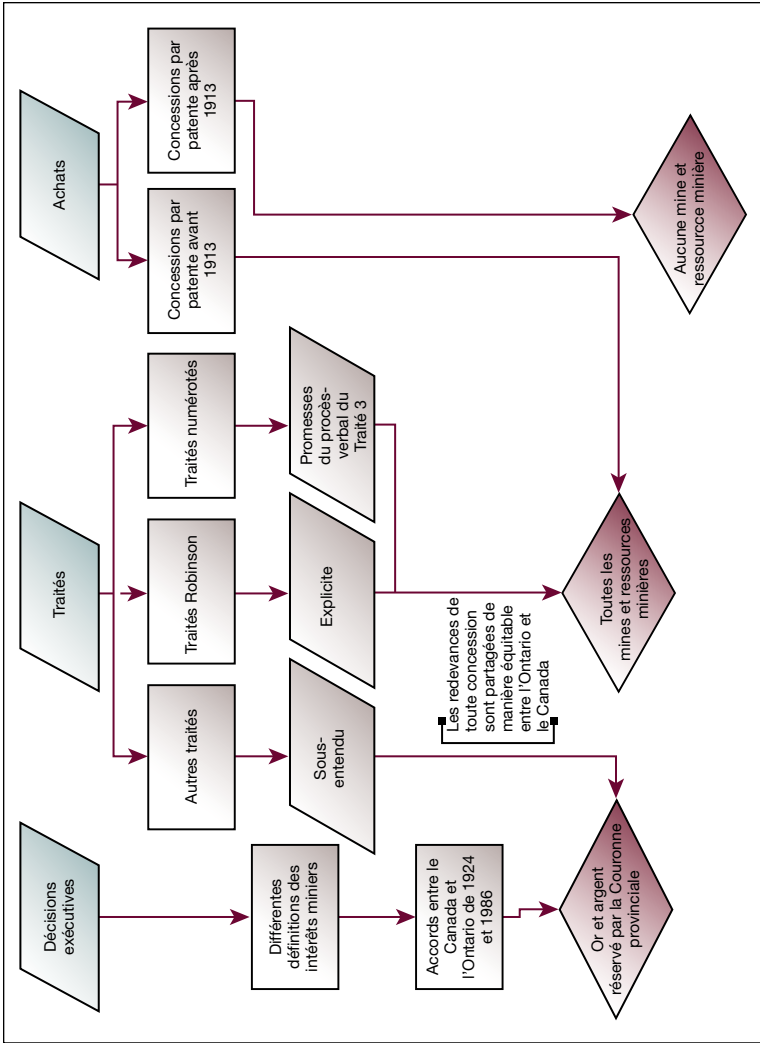 Décisions
exécutives
Traités
Achats
Autres traités
Traités Robinson
Traités numérotés
Concessions par
patente avant
1913
Concessions par
patente après
1913
Différentes
définitions des
intérêts miniers
Sous-
entendu
Explicite
Promesses
du procès-
verbal du
Traité 3
Accords entre le
Canada et
l'Ontario de 1924
et 1986
Les redevances de
toute concession
sont partagées de
manière équitable
entre l'Ontario et
le Canada
Or et argent
réservé par la Couronne
provinciale
Toutes les
mines et ressources
minières
Aucune mine et
ressourcce minière